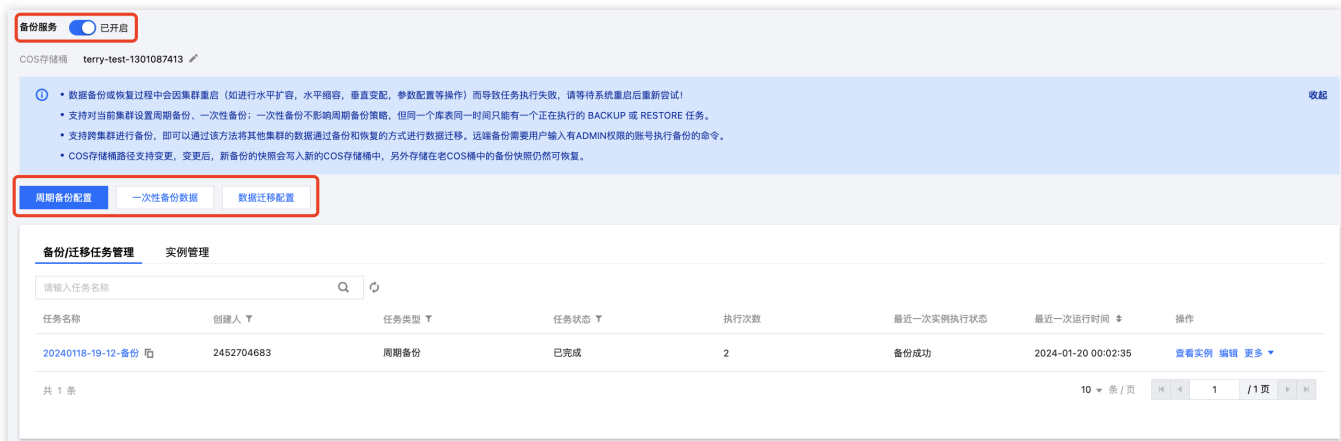 备份服务 已开启
COS存储桶 terry-test-1301087413
• 数据备份或恢复过程中会因集群重启（如进行水平扩容，水平缩容，垂直变配，参数配置等操作）而导致任务执行失败，请等待系统重启后重新尝试！ 收起
• 支持对当前集群设置周期备份、一次性备份；一次性备份不影响周期备份策略，但同一个库表同一时间只能有一个正在执行的 BACKUP 或 RESTORE 任务。
• 支持跨集群进行备份，即可以通过该方法将其他集群的数据通过备份和恢复的方式进行数据迁移。远端备份需要用户输入有ADMIN权限的账号执行备份的命令。
• COS存储桶路径支持变更，变更后，新备份的快照会写入新的COS存储桶中，另外存储在老COS桶中的备份快照仍然可恢复。
周期备份配置 一次性备份数据 数据迁移配置
备份/迁移任务管理 实例管理
请输入任务名称
任务名称 创建人 任务类型 任务状态 执行次数 最近一次实例执行状态 最近一次运行时间 操作
20240118-19-12-备份 2452704683 周期备份 已完成 2 备份成功 2024-01-20 00:02:35 查看实例 编辑 更多
共 1 条 10 条 / 页 1 / 1 页